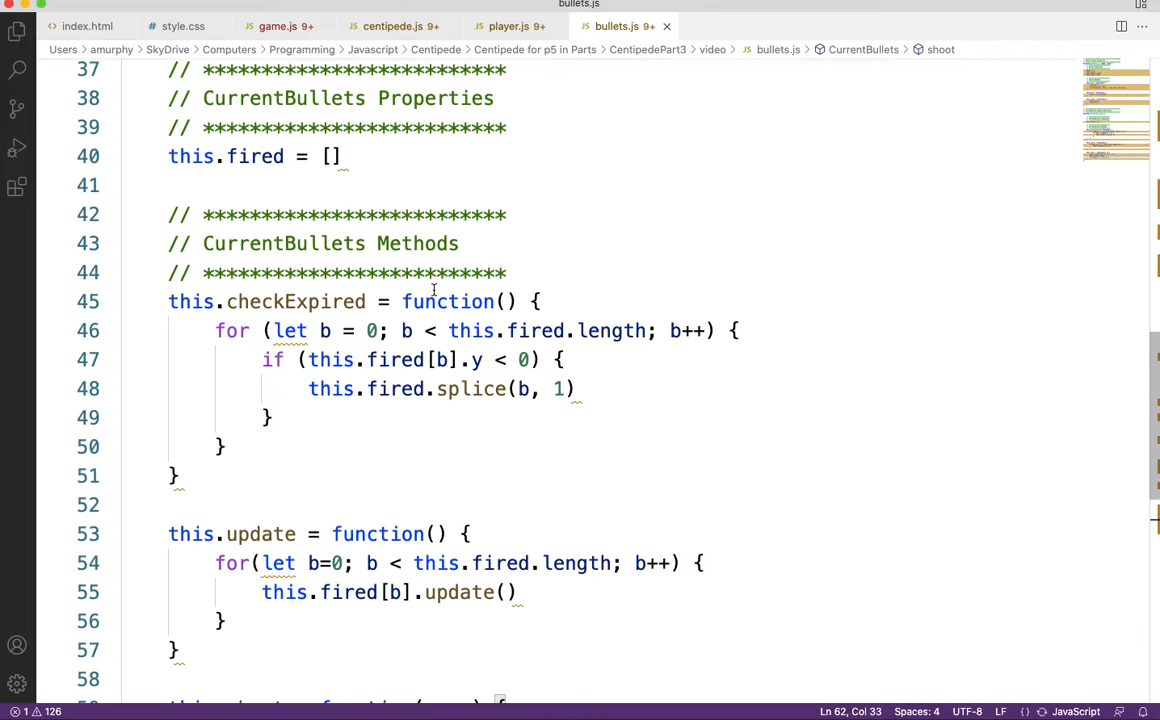 bullets.js
index.html
style.css
JS game.js 9+
JS centipede.js 9+
JS player.js 9+
JS bullets.js 9+
Users > amurphy > SkyDrive > Computers > Programming > Javascript > Centipede > Centipede for p5 in Parts > CentipedePart3 > video > JS bullets.js > CurrentBullets > shoot
37 // **************************
38 // CurrentBullets Properties
39 // **************************
40 this.fired = []
41
42 // **************************
43 // CurrentBullets Methods
44 // **************************
45 this.checkExpired = function() {
46 for (let b = 0; b < this.fired.length; b++) {
47 if (this.fired[b].y < 0) {
48 this.fired.splice(b, 1)
49 }
50 }
51 }
52
53 this.update = function() {
54 for(let b=0; b < this.fired.length; b++) {
55 this.fired[b].update()
56 }
57 }
58
1 126 Ln 62, Col 33 Spaces: 4 UTF-8 LF {} JavaScript